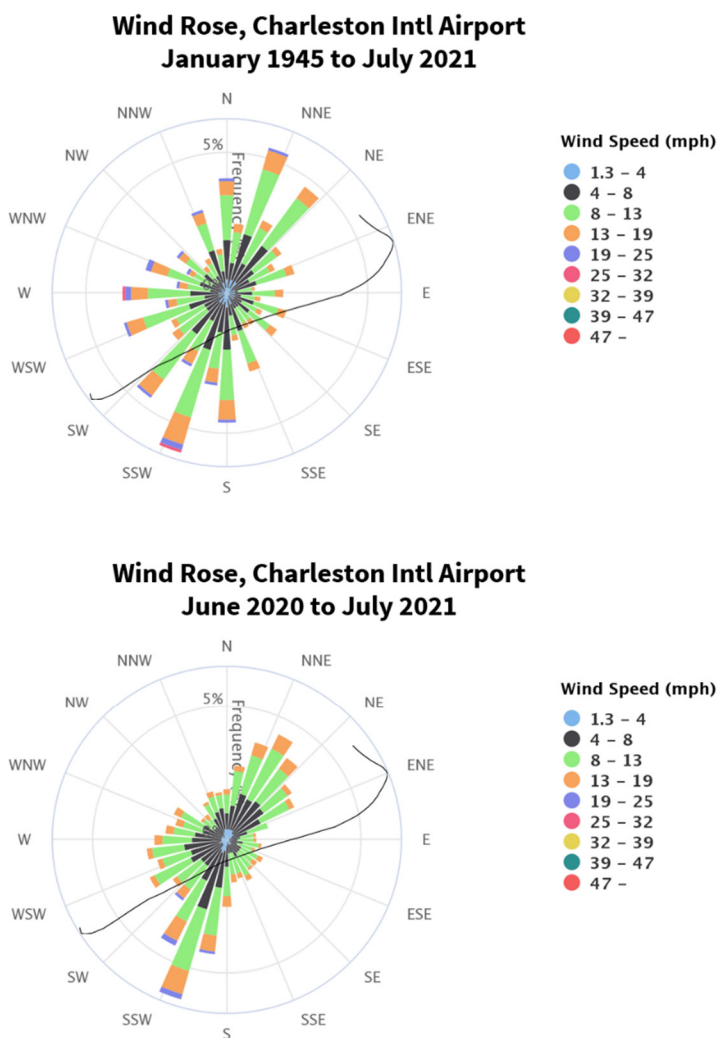 Wind Rose, Charleston Intl Airport
January 1945 to July 2021
N
NNW
NNE
NW
NE
5%
Frequency
WNW
ENE
W
E
WSW
ESE
SW
SE
SSW
SSE
S
Wind Speed (mph)
1.3 – 4
4 – 8
8 – 13
13 – 19
19 – 25
25 – 32
32 – 39
39 – 47
47 –
Wind Rose, Charleston Intl Airport
June 2020 to July 2021
N
NNW
NNE
NW
NE
5%
Frequency
WNW
ENE
W
E
WSW
ESE
SW
SE
SSW
SSE
S
Wind Speed (mph)
1.3 – 4
4 – 8
8 – 13
13 – 19
19 – 25
25 – 32
32 – 39
39 – 47
47 –